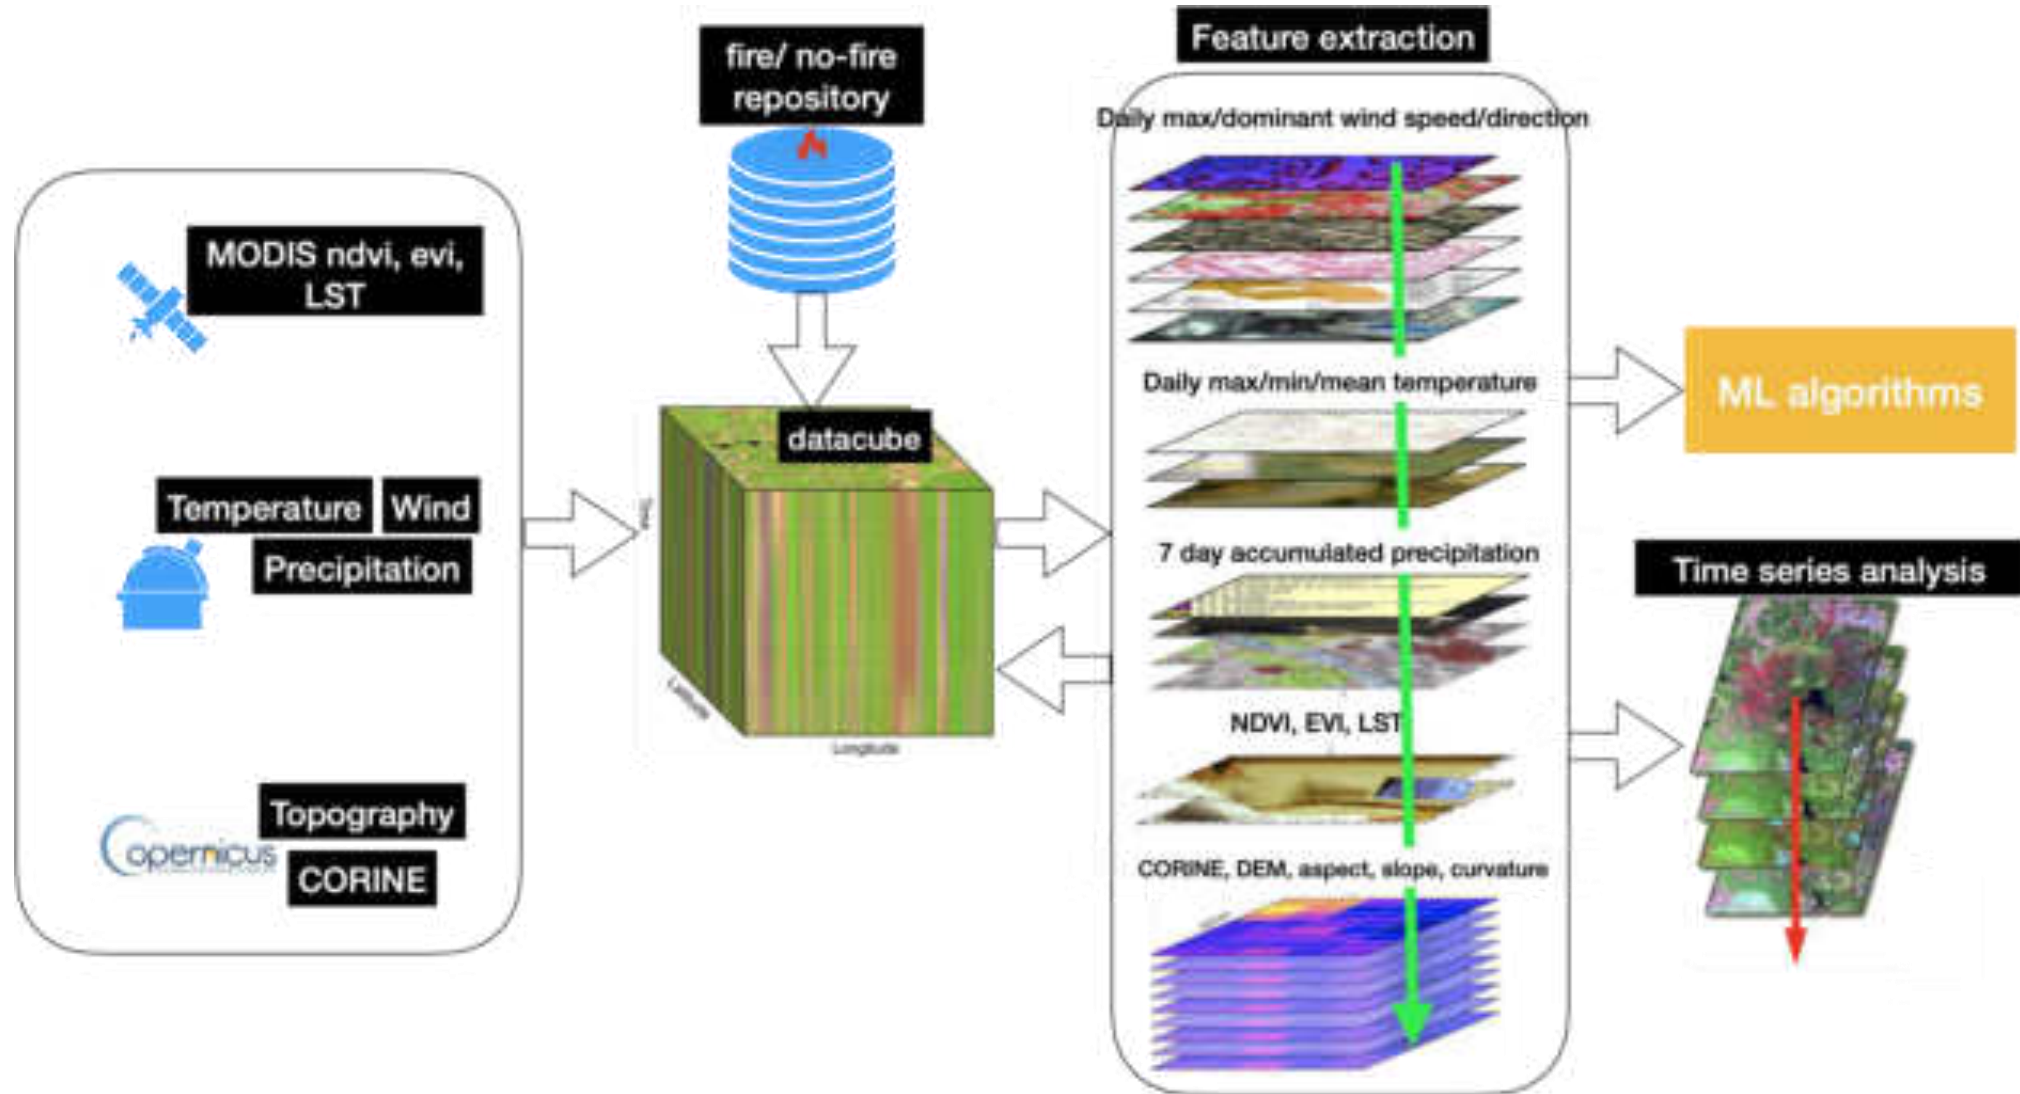 Feature extraction
fire/ no-fire
repository
Daily max/dominant wind speed/direction
MODIS ndvi, evi,
LST
Daily max/min/mean temperature
ML algorithms
datacube
Temperature
Wind
Precipitation
Time
7 day accumulated precipitation
Time series analysis
Latitude
Longitude
NDVI, EVI, LST
Topography
opernicus
CORINE
CORINE, DEM, aspect, slope, curvature